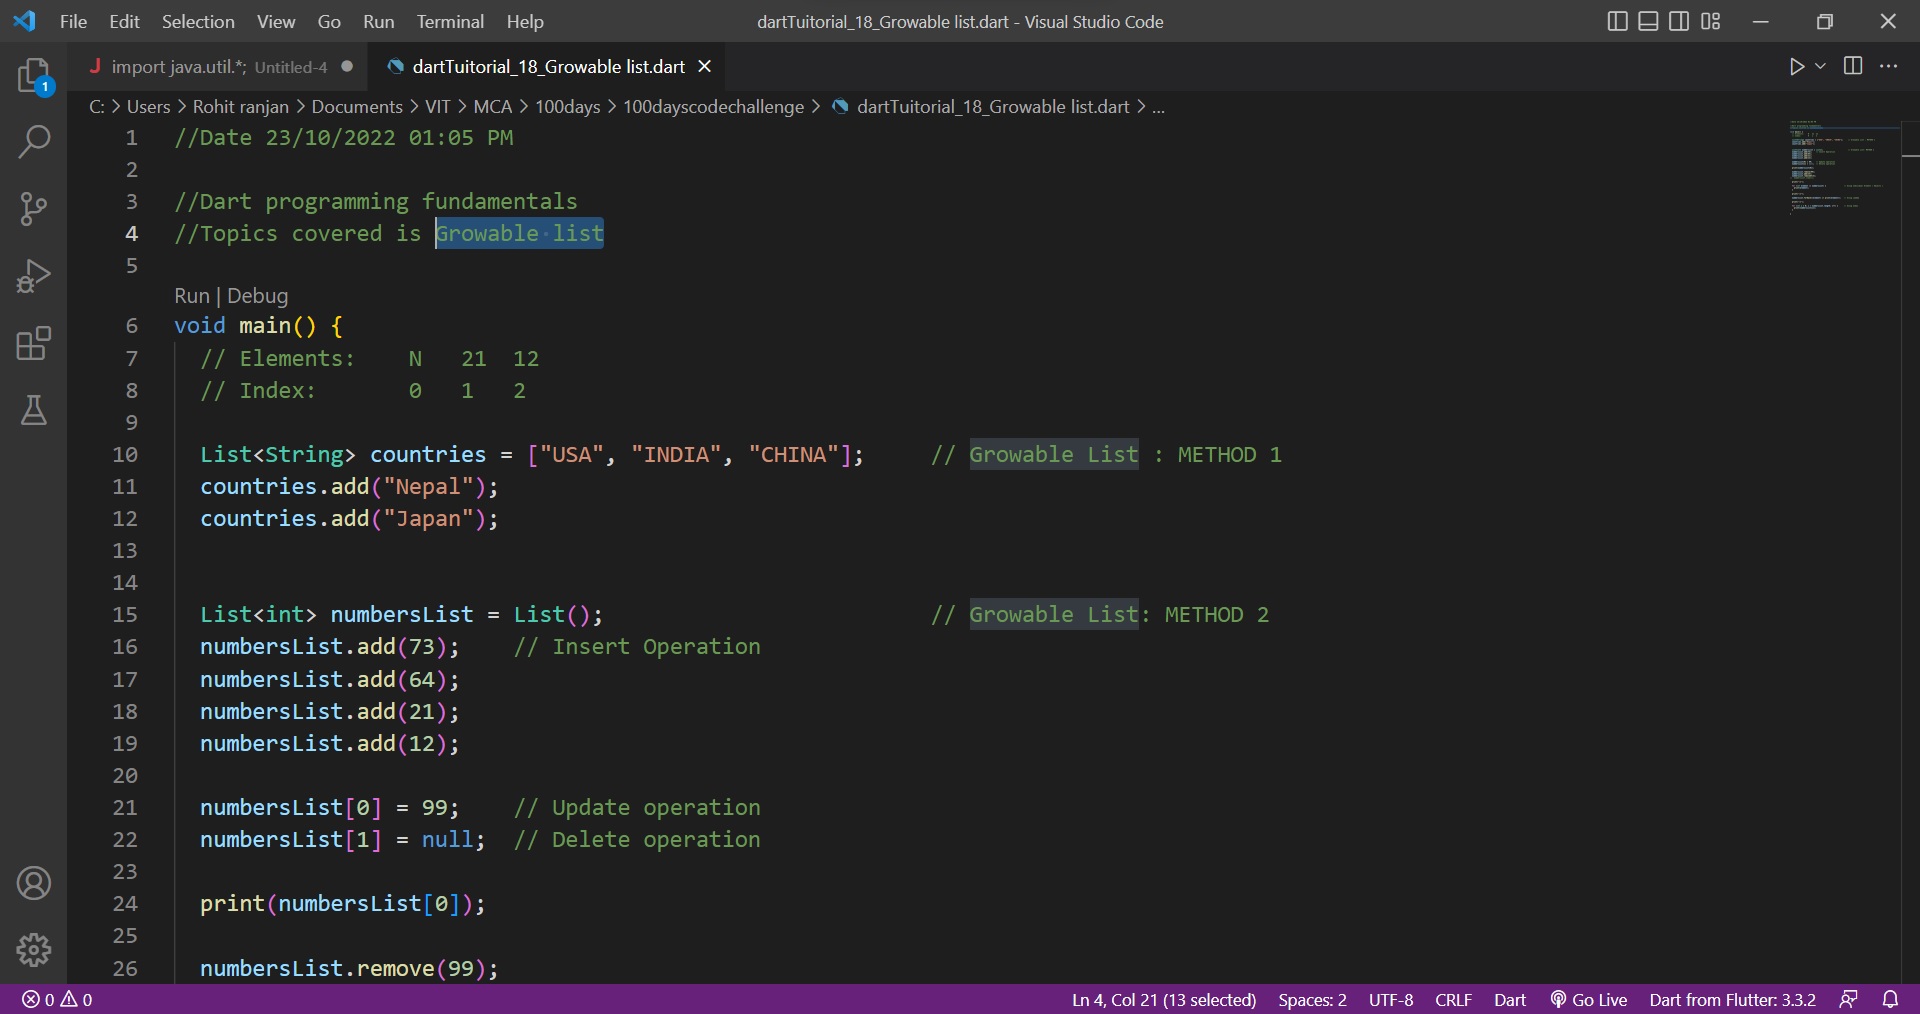 File Edit Selection View Go Run Terminal Help dartTuitorial_18_Growable list.dart - Visual Studio Code
J import java.util.*; Untitled-4 dartTuitorial_18_Growable list.dart
1
C: > Users > Rohit ranjan > Documents > VIT > MCA > 100days > 100dayscodechallenge > dartTuitorial_18_Growable list.dart > ...
1 //Date 23/10/2022 01:05 PM
2
3 //Dart programming fundamentals
4 //Topics covered is Growable·list
5
Run | Debug
6 void main() {
7 // Elements: N 21 12
8 // Index: 0 1 2
9
10 List<String> countries = ["USA", "INDIA", "CHINA"]; // Growable List : METHOD 1
11 countries.add("Nepal");
12 countries.add("Japan");
13
14
15 List<int> numbersList = List(); // Growable List: METHOD 2
16 numbersList.add(73); // Insert Operation
17 numbersList.add(64);
18 numbersList.add(21);
19 numbersList.add(12);
20
21 numbersList[0] = 99; // Update operation
22 numbersList[1] = null; // Delete operation
23
24 print(numbersList[0]);
25
26 numbersList.remove(99);
0 0 Ln 4, Col 21 (13 selected) Spaces: 2 UTF-8 CRLF Dart Go Live Dart from Flutter: 3.3.2